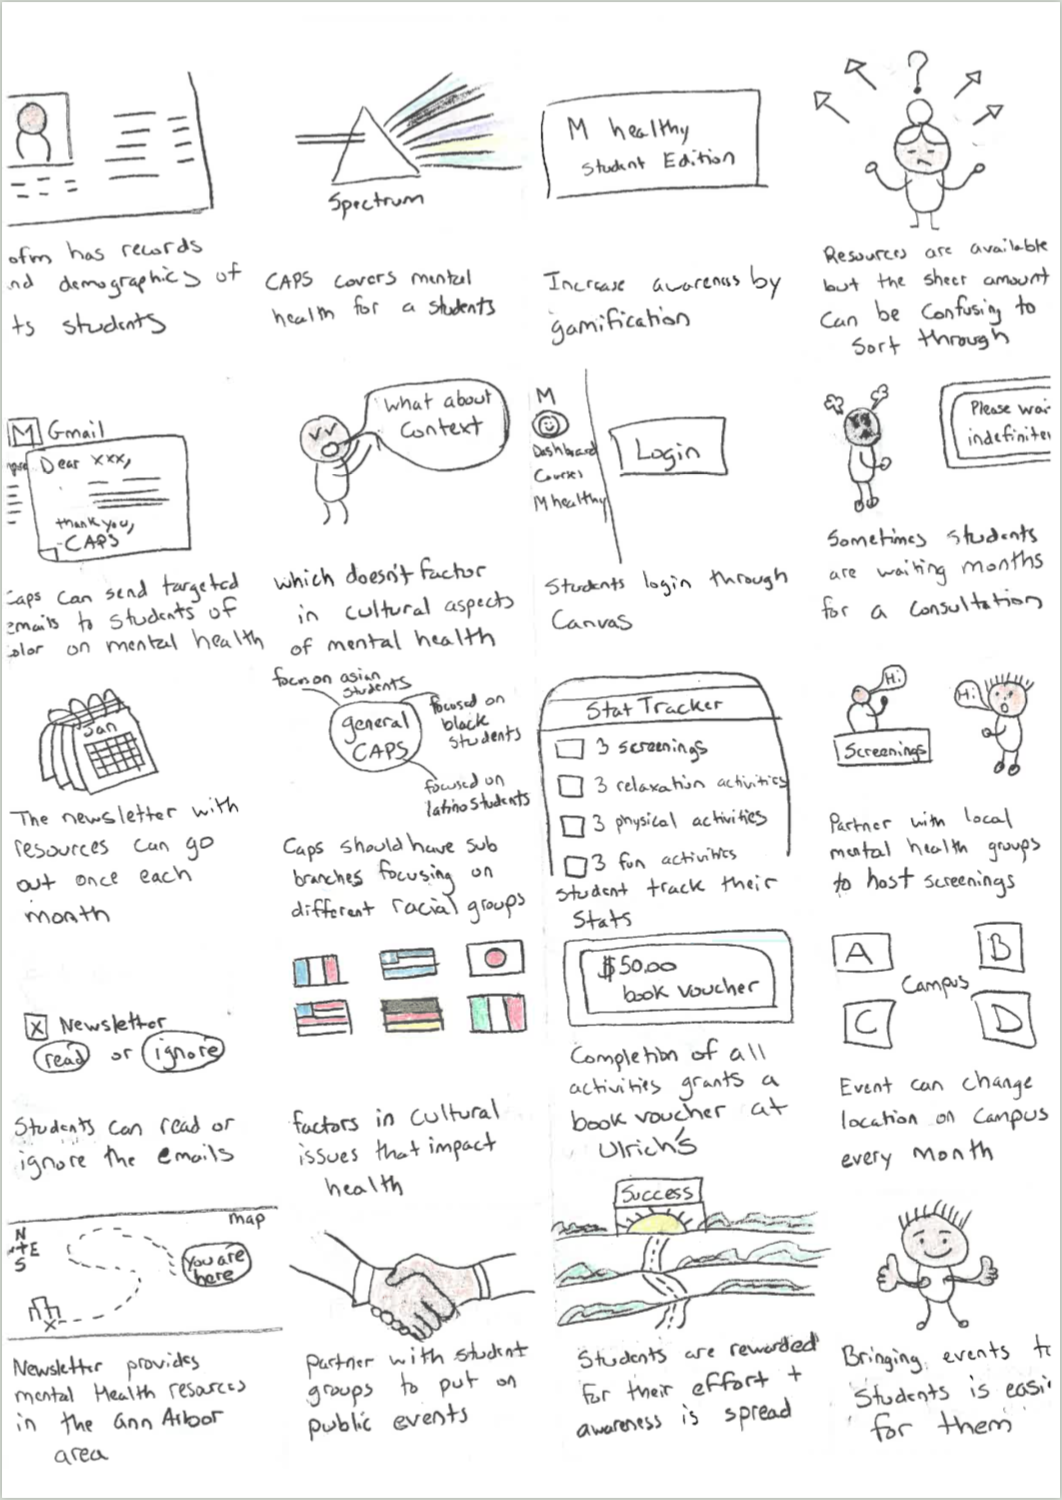 ofm has records
nd demographics of
ts students
Gmail
Dear xxx,
thank you,
-CAPS
Caps can send targeted
emails to students of
olor on mental health
Jan
The newsletter with
resources can go
out once each
month
X Newsletter
read or ignore
Students can read or
ignore the emails
map
N
E
S
You are
here
x
Newsletter provides
mental Health resources
in the ann Arbor
area
Spectrum
CAPS covers mental
health for a students
what about
Context
which doesn't factor
in cultural aspects
of mental health
focus on asian
students
general
CAPS
focused on
black
students
focused on
latino students
Caps should have sub
branches focusing on
different racial groups
factors in cultural
issues that impact
health
Partner with student
groups to put on
public events
M healthy
Student Edition
Increase awareness by
gamification
M
Dashboard
Courses
M healthy
Login
Students login through
Canvas
Stat Tracker
3 screenings
3 relaxation activities
3 physical activities
3 fun activities
student track their
Stats
$50.00
book voucher
Completion of all
activities grants a
book voucher at
Ulrich's
Success
Students are rewarded
for their effort +
awareness is spread
?
Resources are available
but the sheer amount
Can be confusing to
Sort through
Please wai
indefinite
Sometimes students
are waiting months
for a consultation
Hi
Screenings
Hi
Partner with local
mental health groups
to host screenings
A
B
Campus
C
D
Event can change
location on Campus
every month
Bringing events t
Students is easi
for them